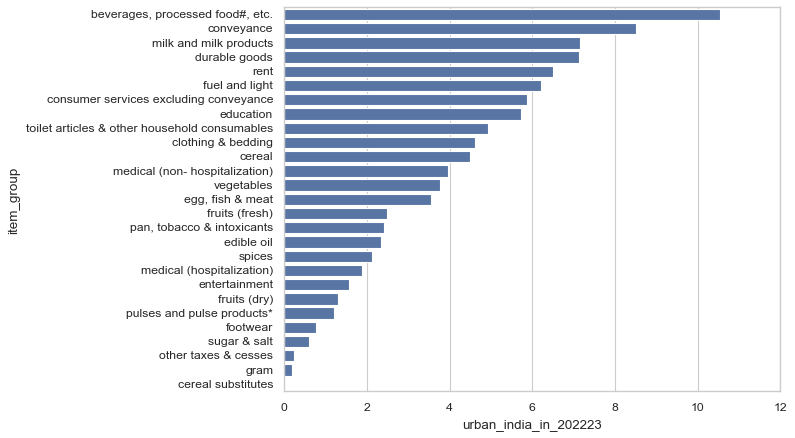 beverages, processed food#, etc.
conveyance
milk and milk products
durable goods
rent
fuel and light
consumer services excluding conveyance
education
toilet articles & other household consumables
clothing & bedding
cereal
medical (non- hospitalization)
vegetables
egg, fish & meat
fruits (fresh)
pan, tobacco & intoxicants
edible oil
spices
medical (hospitalization)
entertainment
fruits (dry)
pulses and pulse products*
footwear
sugar & salt
other taxes & cesses
gram
cereal substitutes
item_group
0 2 4 6 8 10 12
urban_india_in_202223